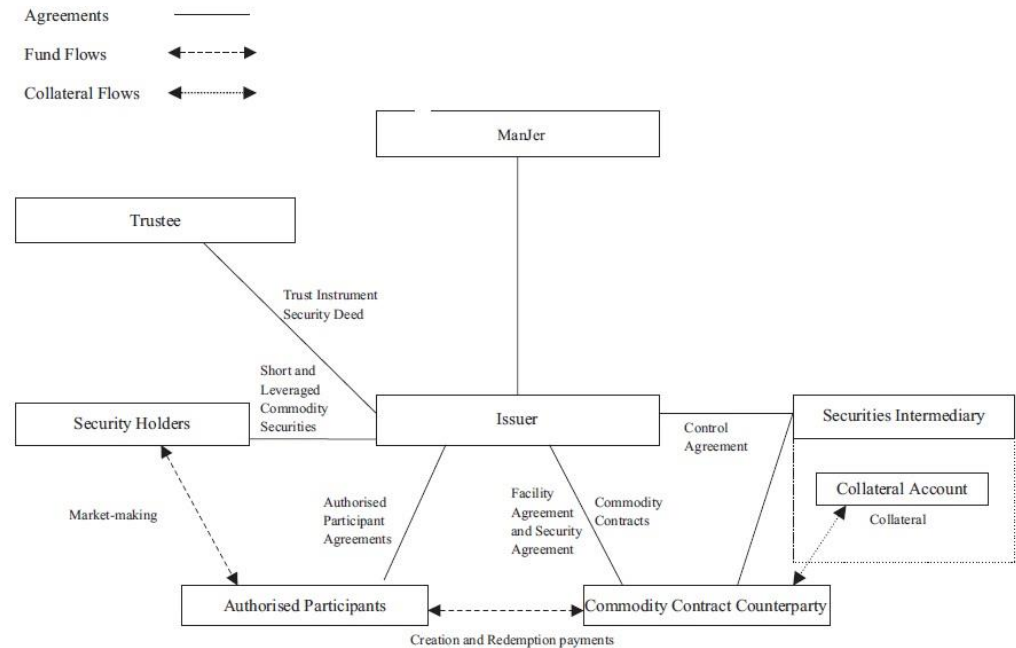 Agreements
Fund Flows
Collateral Flows
ManJer
Trustee
Trust Instrument
Security Deed
Short and
Leveraged
Commodity
Securities
Security Holders
Issuer
Securities Intermediary
Control
Agreement
Collateral Account
Collateral
Market-making
Authorised
Participant
Agreements
Facility
Agreement
and Security
Agreement
Commodity
Contracts
Authorised Participants
Commodity Contract Counterparty
Creation and Redemption payments